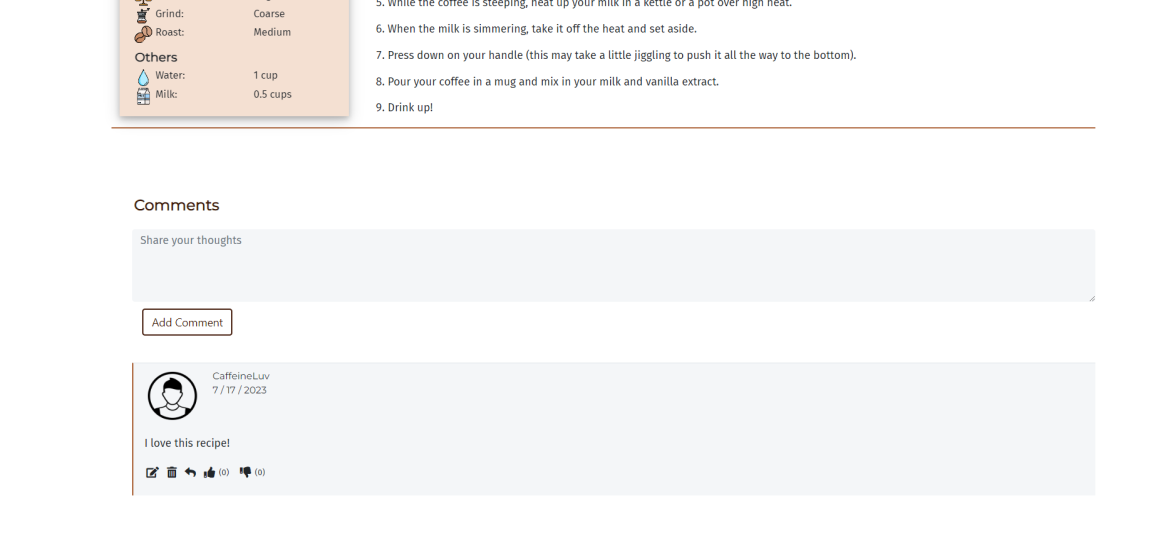 5. While the coffee is steeping, heat up your milk in a kettle or a pot over high heat.
Grind: Coarse
6. When the milk is simmering, take it off the heat and set aside.
Roast: Medium
7. Press down on your handle (this may take a little jiggling to push it all the way to the bottom).
Others
Water: 1 cup
8. Pour your coffee in a mug and mix in your milk and vanilla extract.
Milk: 0.5 cups
9. Drink up!
Comments
Share your thoughts
Add Comment
CaffeineLuv
7 / 17 / 2023
I love this recipe!
(0) (0)